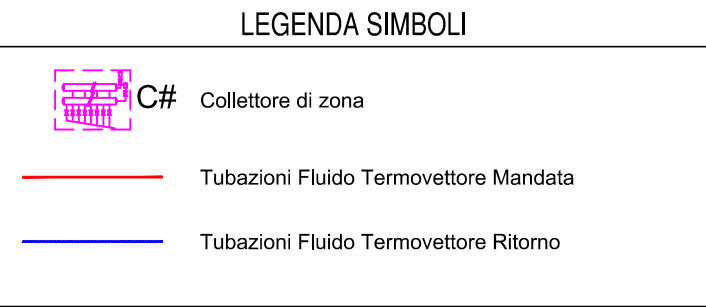 LEGENDA SIMBOLI
C# Collettore di zona
Tubazioni Fluido Termovettore Mandata
Tubazioni Fluido Termovettore Ritorno